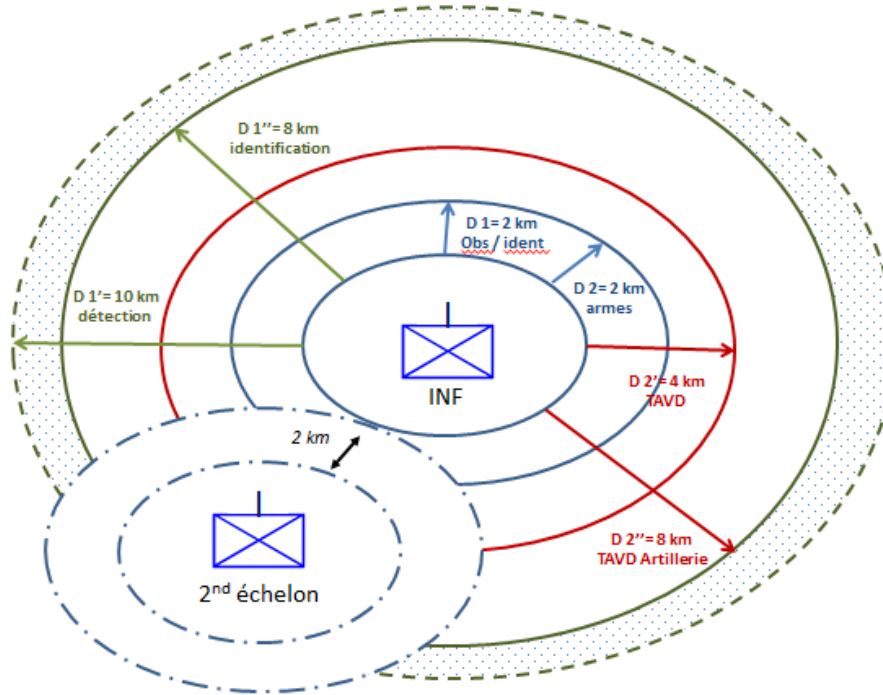 D 1''= 8 km
identification
D 1= 2 km
Obs / ident
D 2= 2 km
armes
D 1'= 10 km
détection
INF
D 2'= 4 km
TAVD
2 km
D 2''= 8 km
TAVD Artillerie
2nd échelon